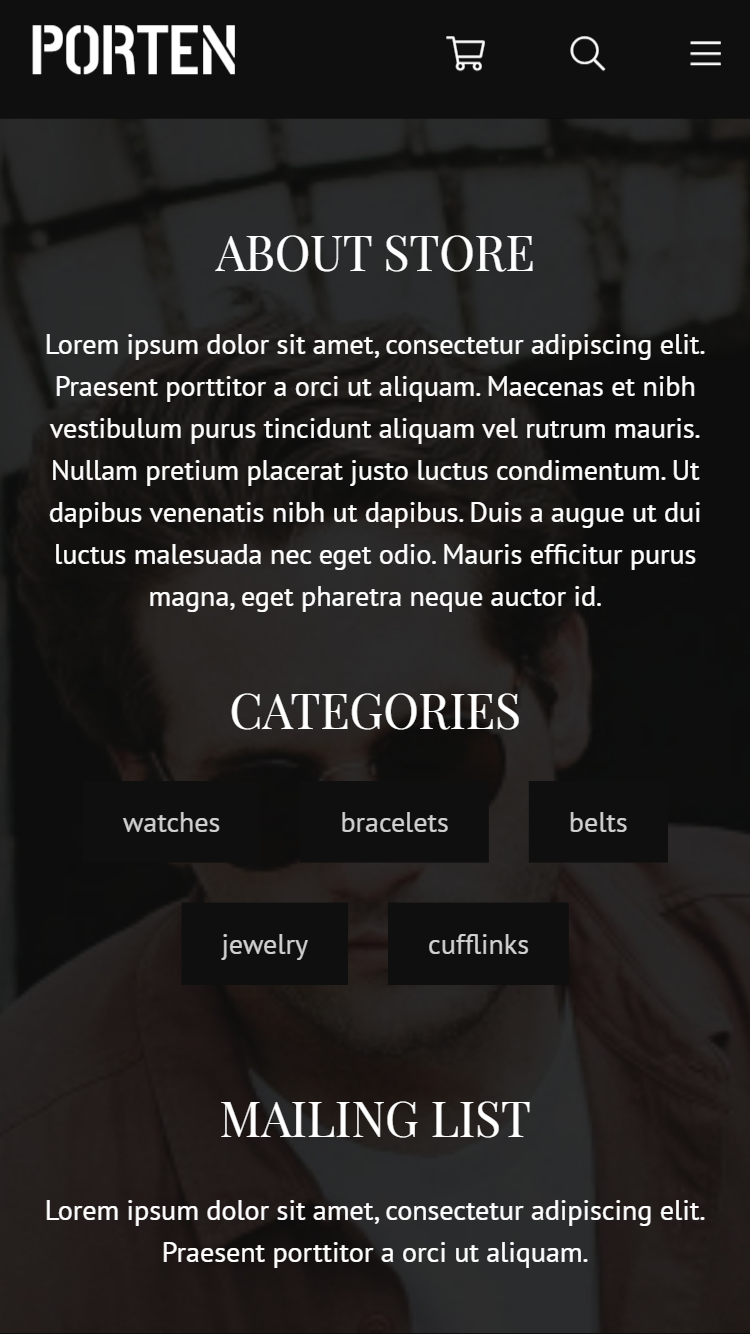 PORTEN
ABOUT STORE
Lorem ipsum dolor sit amet, consectetur adipiscing elit.
Praesent porttitor a orci ut aliquam. Maecenas et nibh
vestibulum purus tincidunt aliquam vel rutrum mauris.
Nullam pretium placerat justo luctus condimentum. Ut
dapibus venenatis nibh ut dapibus. Duis a augue ut dui
luctus malesuada nec eget odio. Mauris efficitur purus
magna, eget pharetra neque auctor id.
CATEGORIES
watches bracelets belts
jewelry cufflinks
MAILING LIST
Lorem ipsum dolor sit amet, consectetur adipiscing elit.
Praesent porttitor a orci ut aliquam.